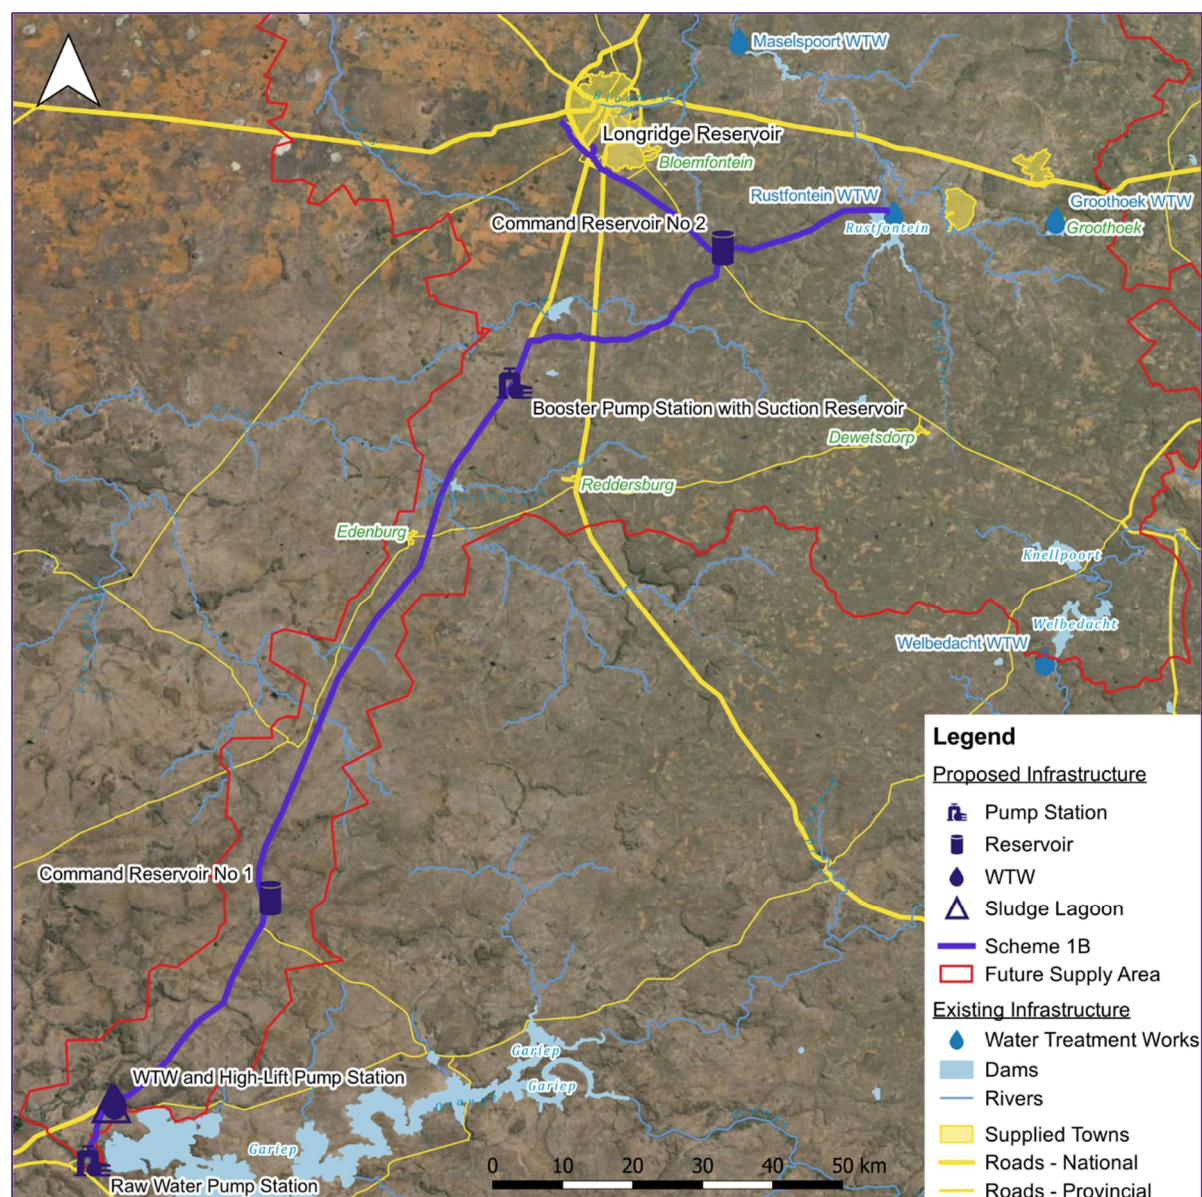 Maselspoort WTW
Longridge Reservoir
Bloemfontein
Rustfontein WTW
Groothoek WTW
Command Reservoir No 2
Rustfontein
Groothoek
Booster Pump Station with Suction Reservoir
Dewetsdorp
Reddersburg
Edenburg
Knellpoort
Welbedacht
Welbedacht WTW
Legend
Proposed Infrastructure
Pump Station
Reservoir
Command Reservoir No 1
WTW
Sludge Lagoon
Scheme 1B
Future Supply Area
Existing Infrastructure
Water Treatment Works
Gariep
Dams
WTW and High-Lift Pump Station
Gariep
Rivers
Supplied Towns
Gariep
Roads - National
0 10 20 30 40 50 km
Raw Water Pump Station
Roads - Provincial